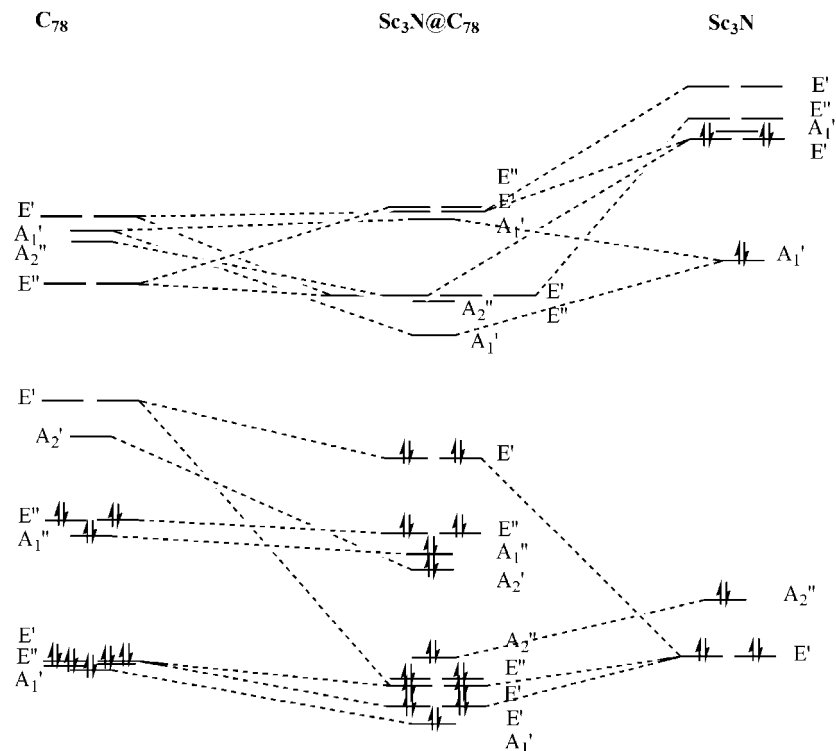 C₇₈
Sc₃N@C₇₈
Sc₃N
E'
E"
A₁'
E'
E"
E'
A₁'
E'
A₁'
A₂"
E"
A₁'
E'
A₂"
E"
A₁'
E'
A₂'
E'
E"
A₁"
E"
A₁"
A₂'
A₂"
E'
E"
A₁'
A₂"
E"
E'
E'
A₁'
E'